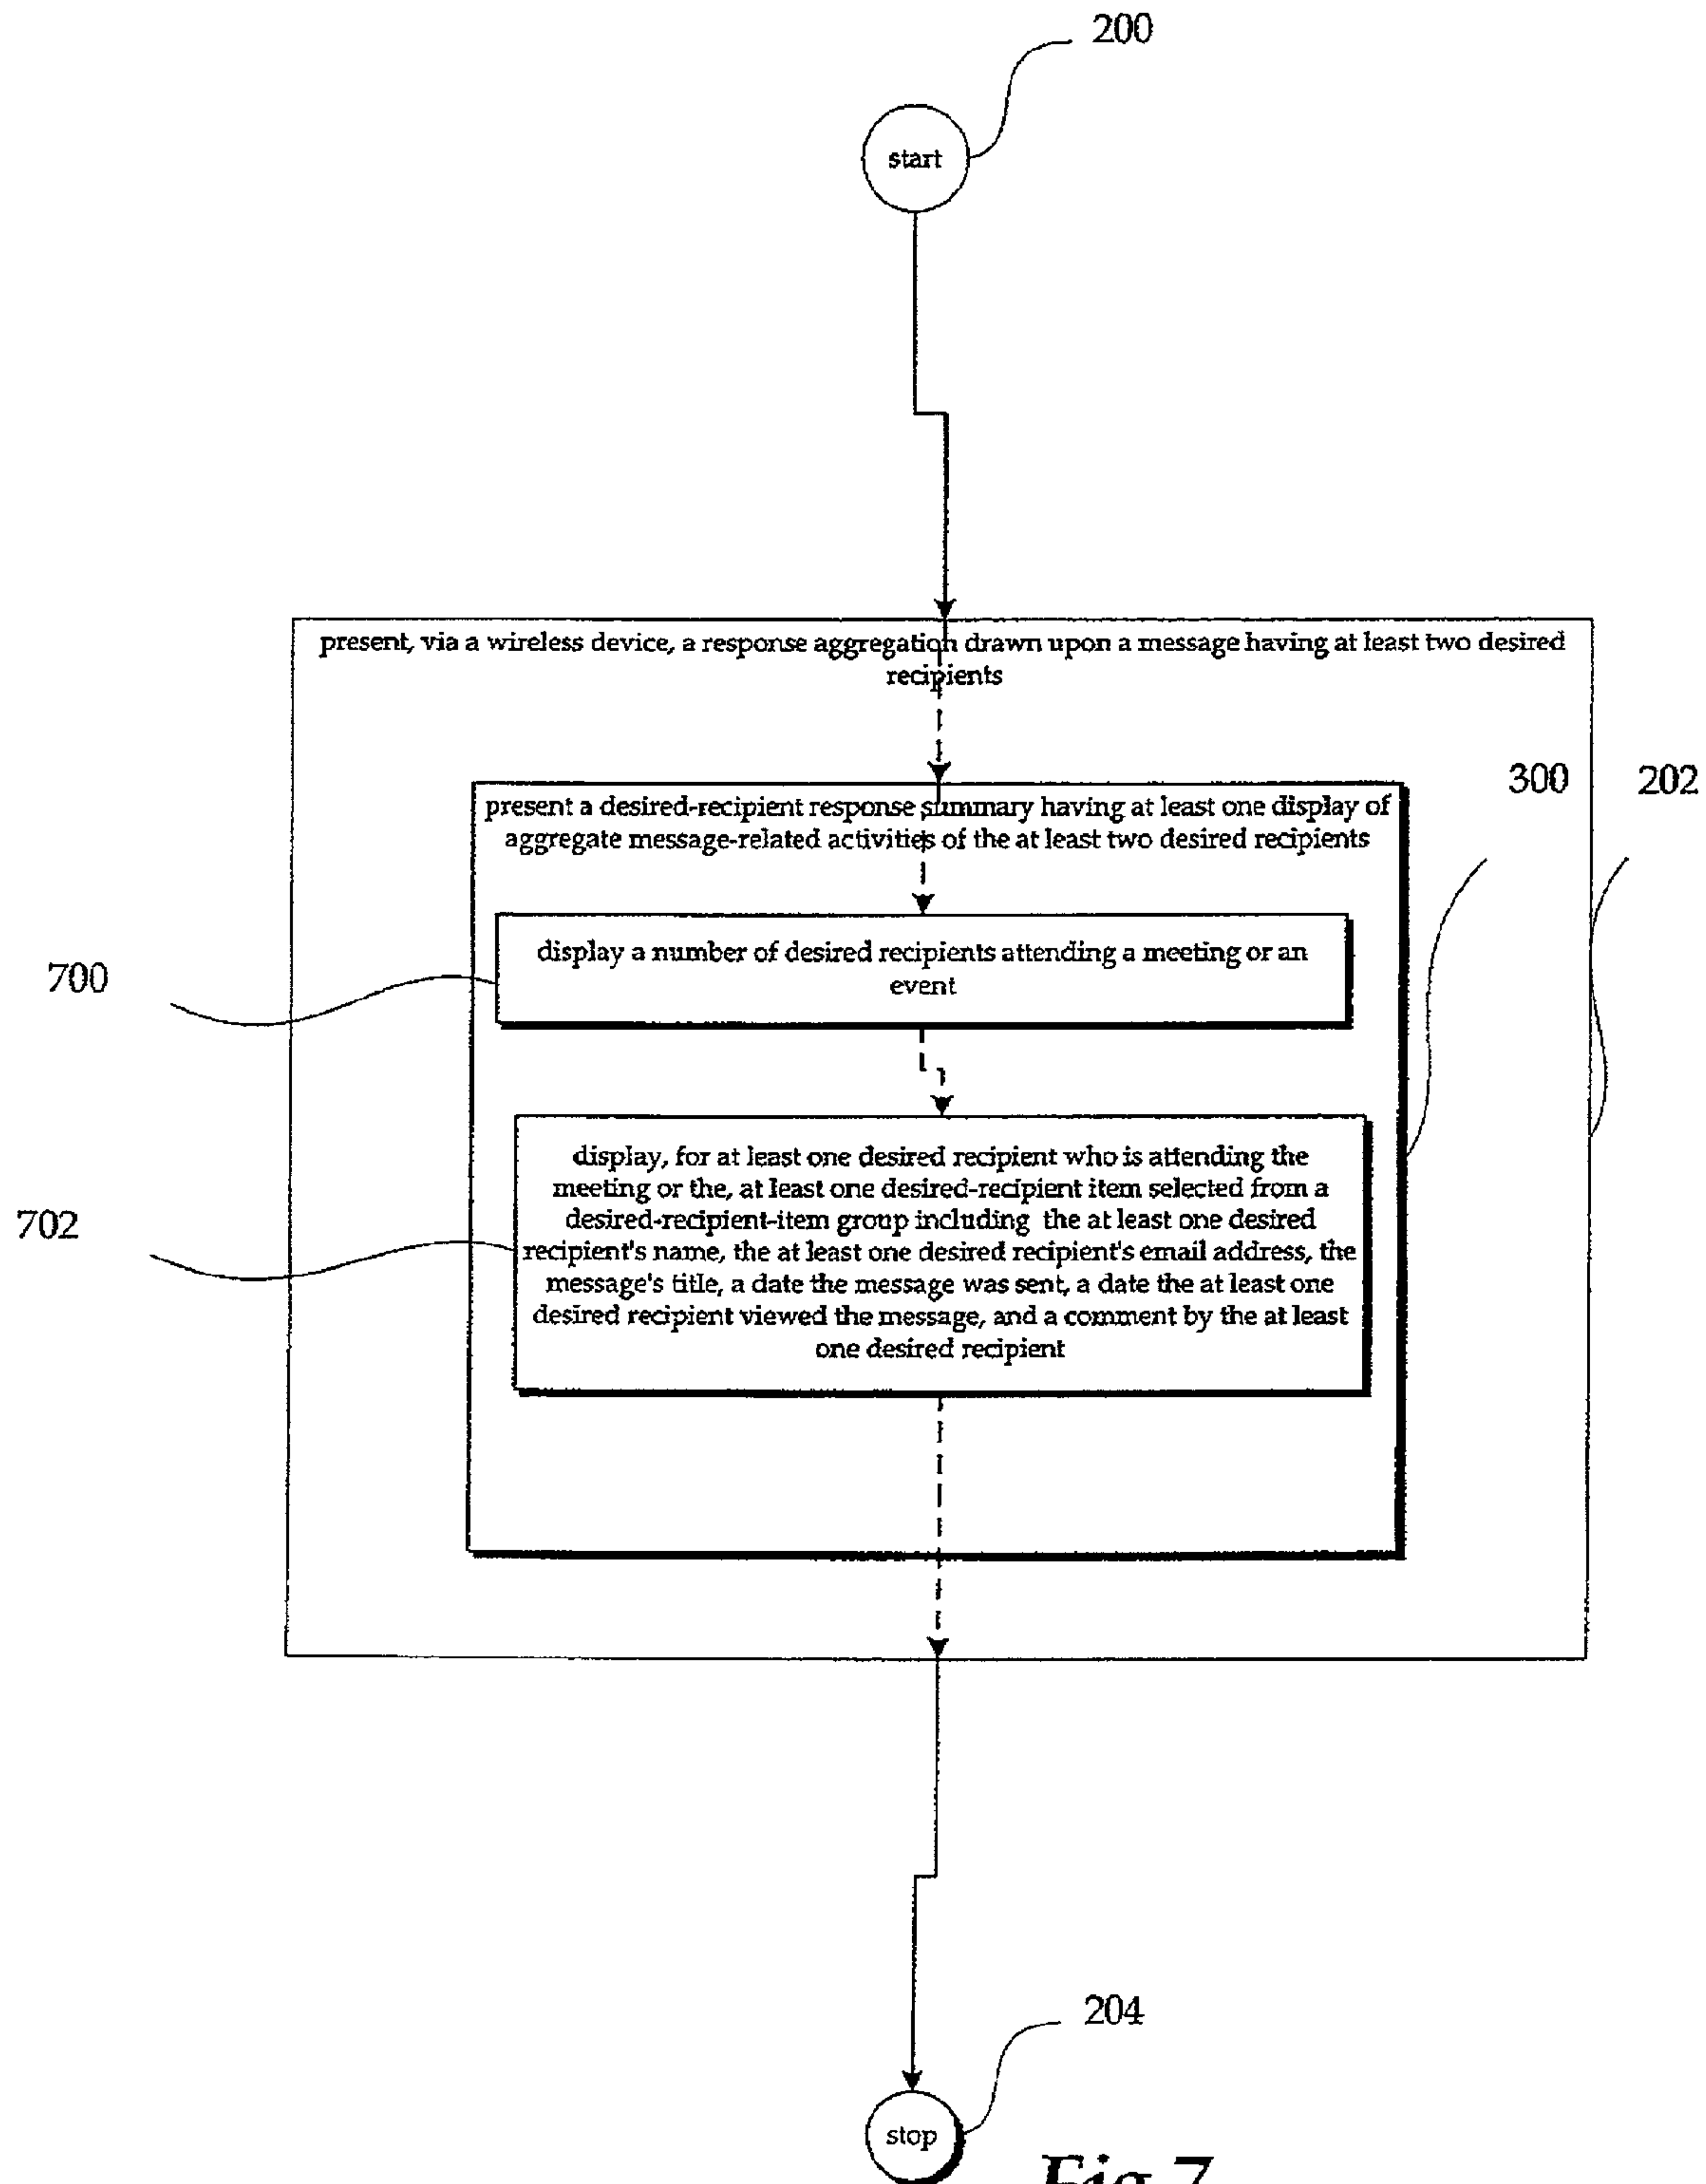 200
start
present, via a wireless device, a response aggregation drawn upon a message having at least two desired
recipients
300
202
present a desired-recipient response summary having at least one display of
aggregate message-related activities of the at least two desired recipients
display a number of desired recipients attending a meeting or an
event
700
display, for at least one desired recipient who is attending the
meeting or the, at least one desired-recipient item selected from a
desired-recipient-item group including the at least one desired
recipient's name, the at least one desired recipient's email address, the
message's title, a date the message was sent, a date the at least one
desired recipient viewed the message, and a comment by the at least
one desired recipient
702
204
stop
Fig 7